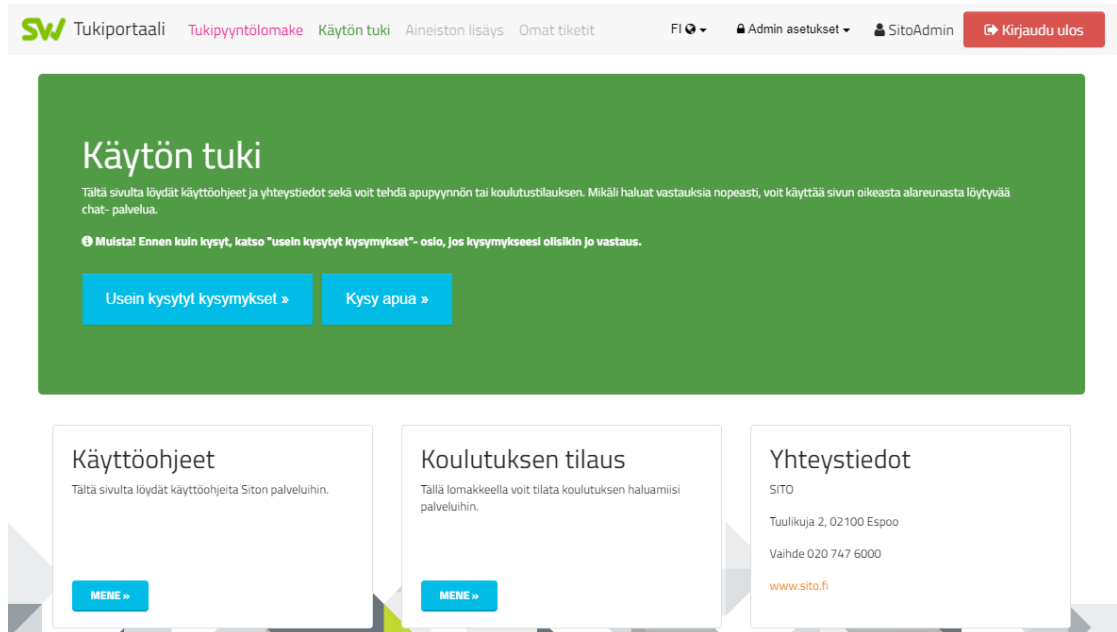 SW Tukiportaali Tukipyyntölomake Käytön tuki Aineiston lisäys Omat tiketit FI Admin asetukset SitoAdmin Kirjaudu ulos
Käytön tuki
Tältä sivulta löydät käyttöohjeet ja yhteystiedot sekä voit tehdä apupyynnön tai koulutustilauksen. Mikäli haluat vastauksia nopeasti, voit käyttää sivun oikeasta alareunasta löytyvää
chat- palvelua.
Muista! Ennen kuin kysyt, katso "usein kysytyt kysymykset"- osio, jos kysymykseesi olisikin jo vastaus.
Usein kysytyt kysymykset » Kysy apua »
Käyttöohjeet
Tältä sivulta löydät käyttöohjeita Siton palveluihin.
MENE »
Koulutuksen tilaus
Tällä lomakkeella voit tilata koulutuksen haluamiisi
palveluihin.
MENE »
Yhteystiedot
SITO
Tuulikuja 2, 02100 Espoo
Vaihde 020 747 6000
www.sito.fi